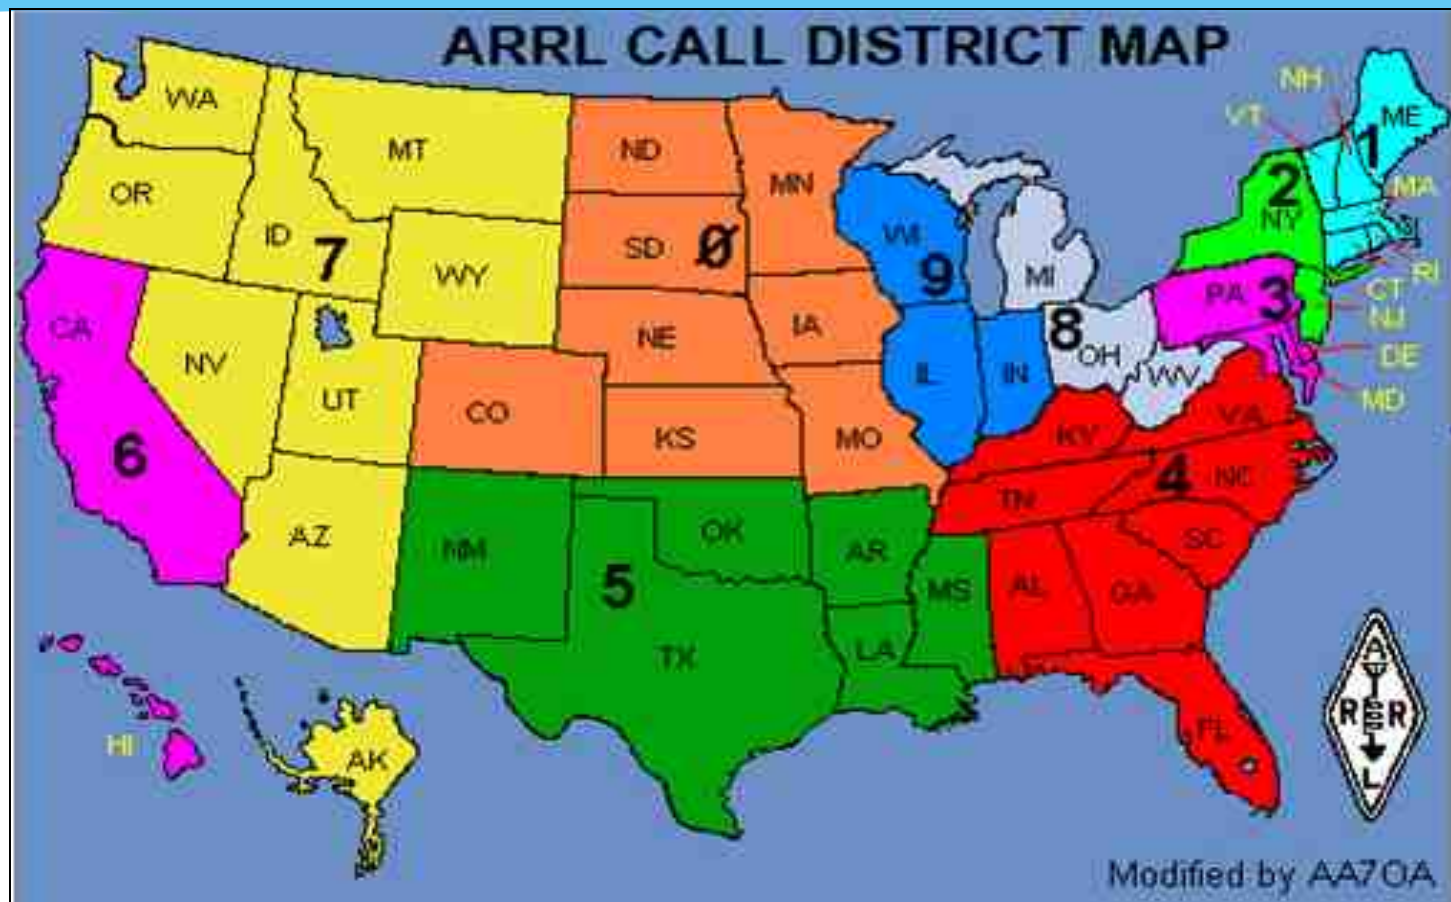 ARRL CALL DISTRICT MAP
NH
WA
VT
ME
1
MT
ND
MN
OR
2
MA
ID
7
SD
Ø
WI
NY
WY
9
MI
RI
PA
3
CT
CA
NE
IA
8
NJ
NV
OH
DE
UT
IL
IN
WV
MD
CO
KS
MO
KY
VA
6
TN
4
NC
AZ
NM
OK
AR
SC
5
MS
AL
GA
TX
LA
HI
AK
FL
A
R R
L
Modified by AA7OA